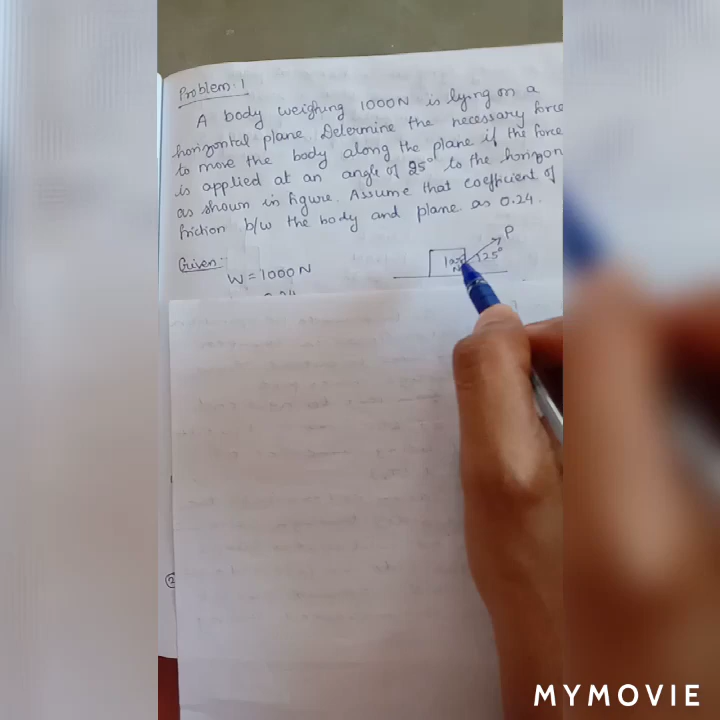 Problem.1
A body weighing 1000N is lying on a
horizontal plane. Determine the necessary force
to move the body along the plane if the force
is applied at an angle of 25° to the horizon
as shown in figure. Assume that coefficient of
friction b/w the body and plane as 0.24.
P
25°
Given:-
W = 1000N
MYMOVIE